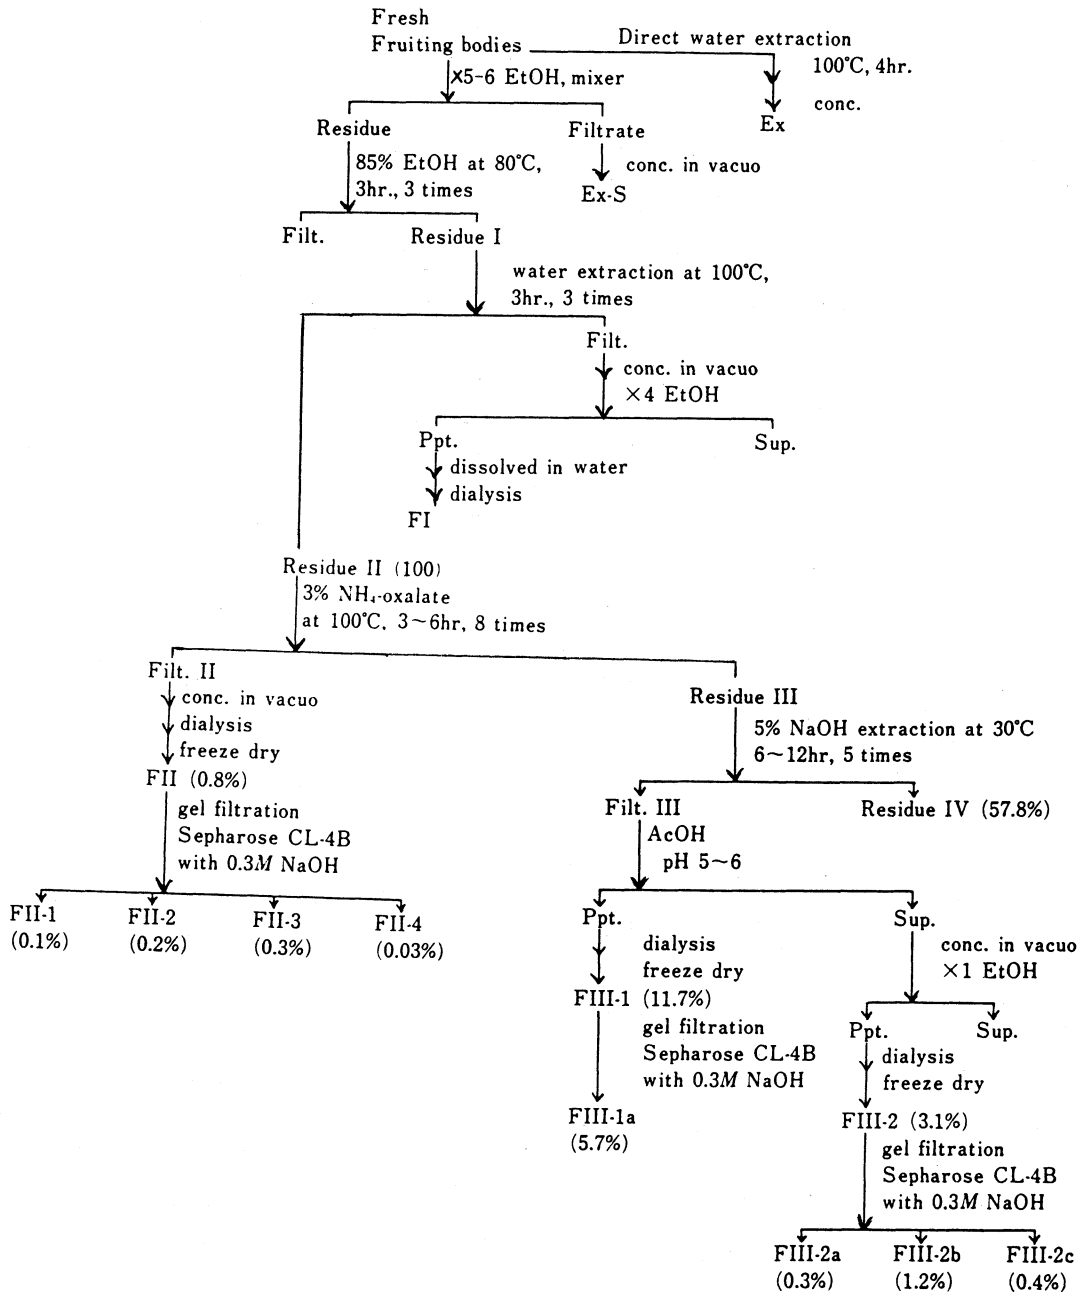 Fresh
Fruiting bodies
Direct water extraction
100°C, 4hr.
×5-6 EtOH, mixer
conc.
Ex
Residue
Filtrate
85% EtOH at 80°C,
3hr., 3 times
conc. in vacuo
Ex-S
Filt.
Residue I
water extraction at 100°C,
3hr., 3 times
Filt.
conc. in vacuo
×4 EtOH
Ppt.
Sup.
dissolved in water
dialysis
FI
Residue II (100)
3% NH₄-oxalate
at 100°C, 3~6hr, 8 times
Filt. II
conc. in vacuo
dialysis
freeze dry
FII (0.8%)
gel filtration
Sepharose CL-4B
with 0.3M NaOH
FII-1
(0.1%)
FII-2
(0.2%)
FII-3
(0.3%)
FII-4
(0.03%)
Residue III
5% NaOH extraction at 30°C
6~12hr, 5 times
Filt. III
Residue IV (57.8%)
AcOH
pH 5~6
Ppt.
Sup.
dialysis
freeze dry
FIII-1 (11.7%)
gel filtration
Sepharose CL-4B
with 0.3M NaOH
FIII-1a
(5.7%)
conc. in vacuo
×1 EtOH
Ppt.
Sup.
dialysis
freeze dry
FIII-2 (3.1%)
gel filtration
Sepharose CL-4B
with 0.3M NaOH
FIII-2a
(0.3%)
FIII-2b
(1.2%)
FIII-2c
(0.4%)